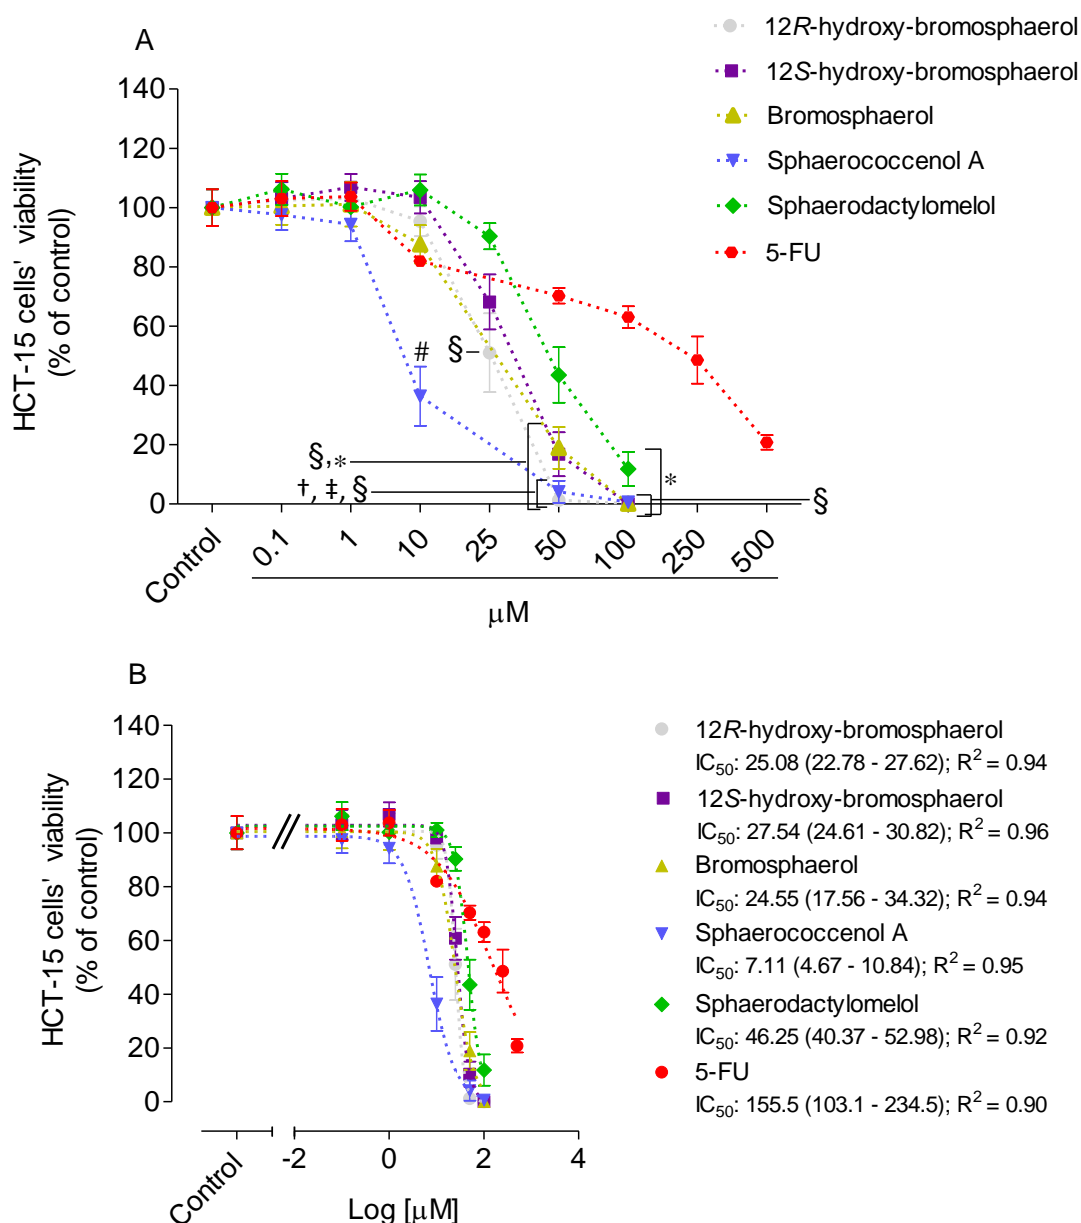 A
12R-hydroxy-bromosphaerol
12S-hydroxy-bromosphaerol
Bromosphaerol
Sphaerococcenol A
Sphaerodactylomelol
5-FU
HCT-15 cells' viability
(% of control)
140
120
100
80
60
40
20
0
#
§
§,*
†, ‡, §
*
§
Control
0.1
1
10
25
50
100
250
500
μM
B
HCT-15 cells' viability
(% of control)
140
120
100
80
60
40
20
0
Control
-2
0
2
4
Log [μM]
12R-hydroxy-bromosphaerol
IC₅₀: 25.08 (22.78 - 27.62); R² = 0.94
12S-hydroxy-bromosphaerol
IC₅₀: 27.54 (24.61 - 30.82); R² = 0.96
Bromosphaerol
IC₅₀: 24.55 (17.56 - 34.32); R² = 0.94
Sphaerococcenol A
IC₅₀: 7.11 (4.67 - 10.84); R² = 0.95
Sphaerodactylomelol
IC₅₀: 46.25 (40.37 - 52.98); R² = 0.92
5-FU
IC₅₀: 155.5 (103.1 - 234.5); R² = 0.90